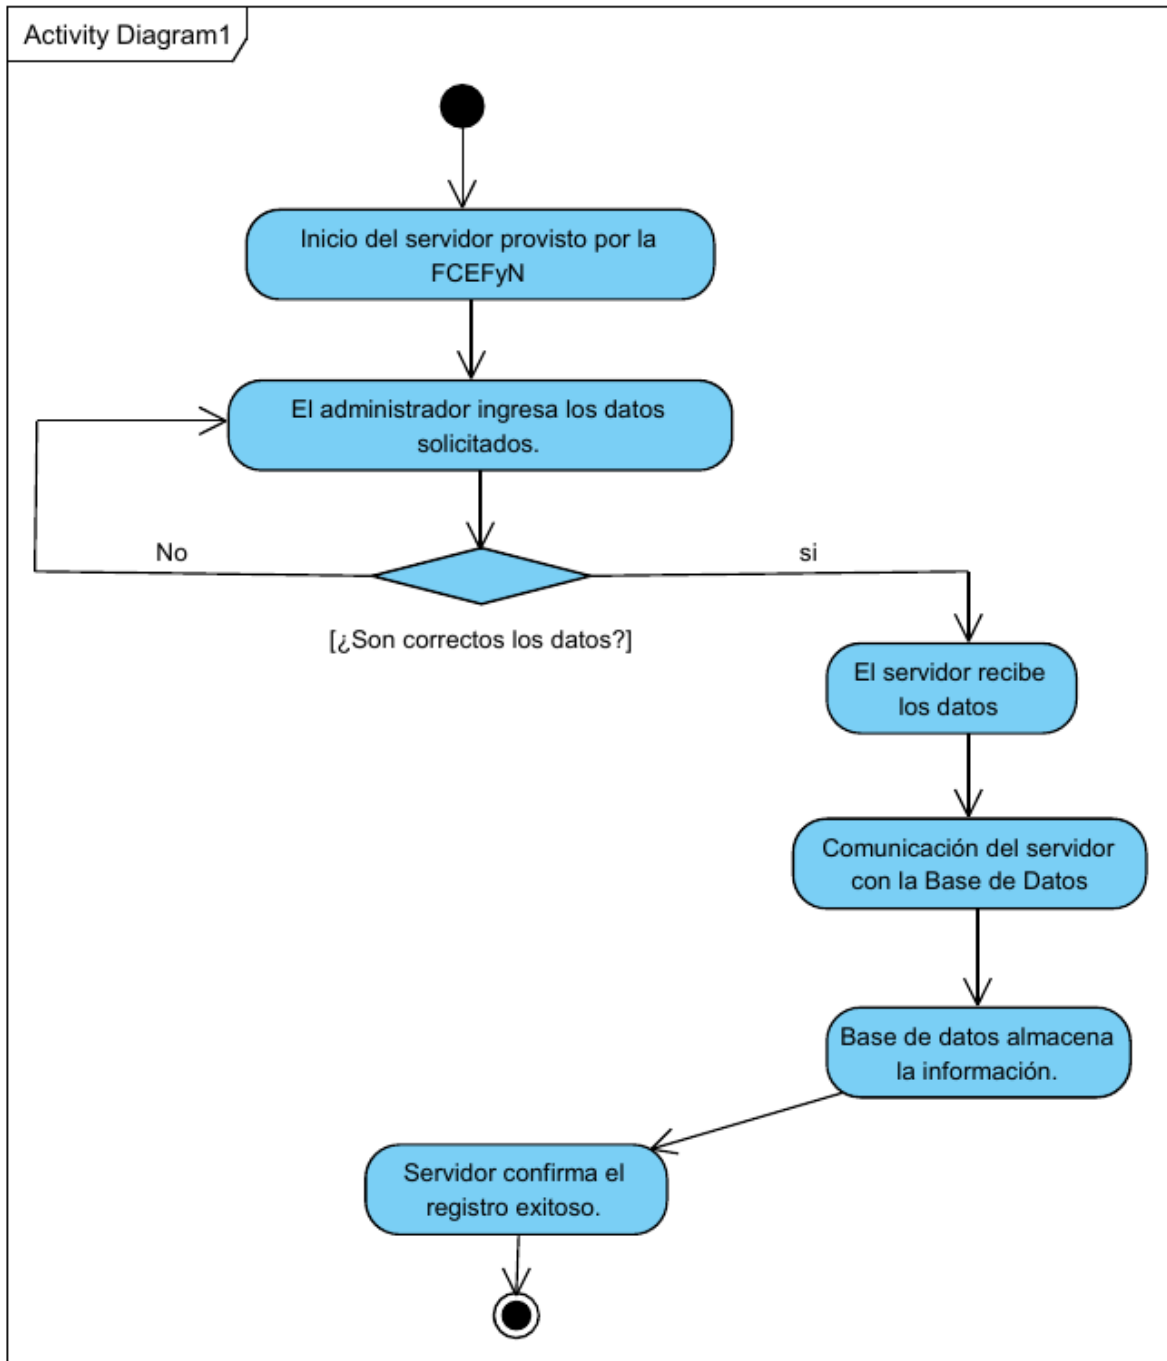 Activity Diagram1
Inicio del servidor provisto por la
FCEFyN
El administrador ingresa los datos
solicitados.
No
si
[¿Son correctos los datos?]
El servidor recibe
los datos
Comunicación del servidor
con la Base de Datos
Base de datos almacena
la información.
Servidor confirma el
registro exitoso.